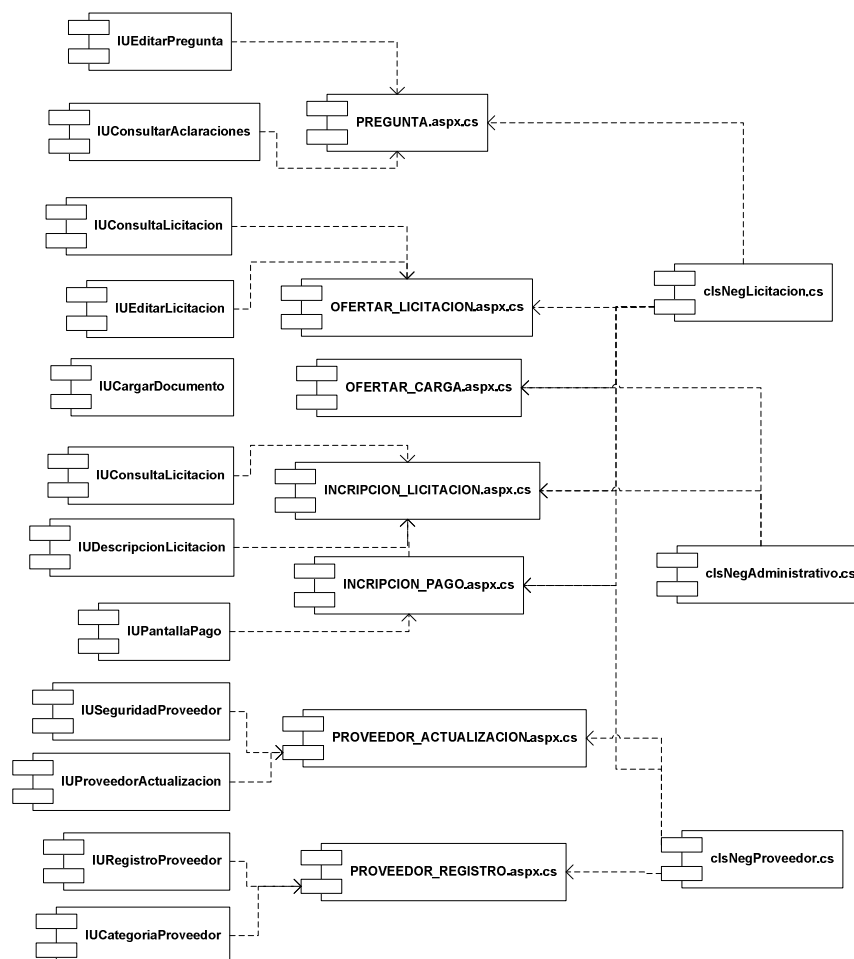 IUEditarPregunta
PREGUNTA.aspx.cs
IUConsultarAclaraciones
IUConsultaLicitacion
clsNegLicitacion.cs
IUEditarLicitacion
OFERTAR_LICITACION.aspx.cs
IUCargarDocumento
OFERTAR_CARGA.aspx.cs
IUConsultaLicitacion
INCRIPCION_LICITACION.aspx.cs
IUDescripcionLicitacion
INCRIPCION_PAGO.aspx.cs
clsNegAdministrativo.cs
IUPantallaPago
IUSeguridadProveedor
PROVEEDOR_ACTUALIZACION.aspx.cs
IUProveedorActualizacion
IURegistroProveedor
PROVEEDOR_REGISTRO.aspx.cs
clsNegProveedor.cs
IUCategoriaProveedor